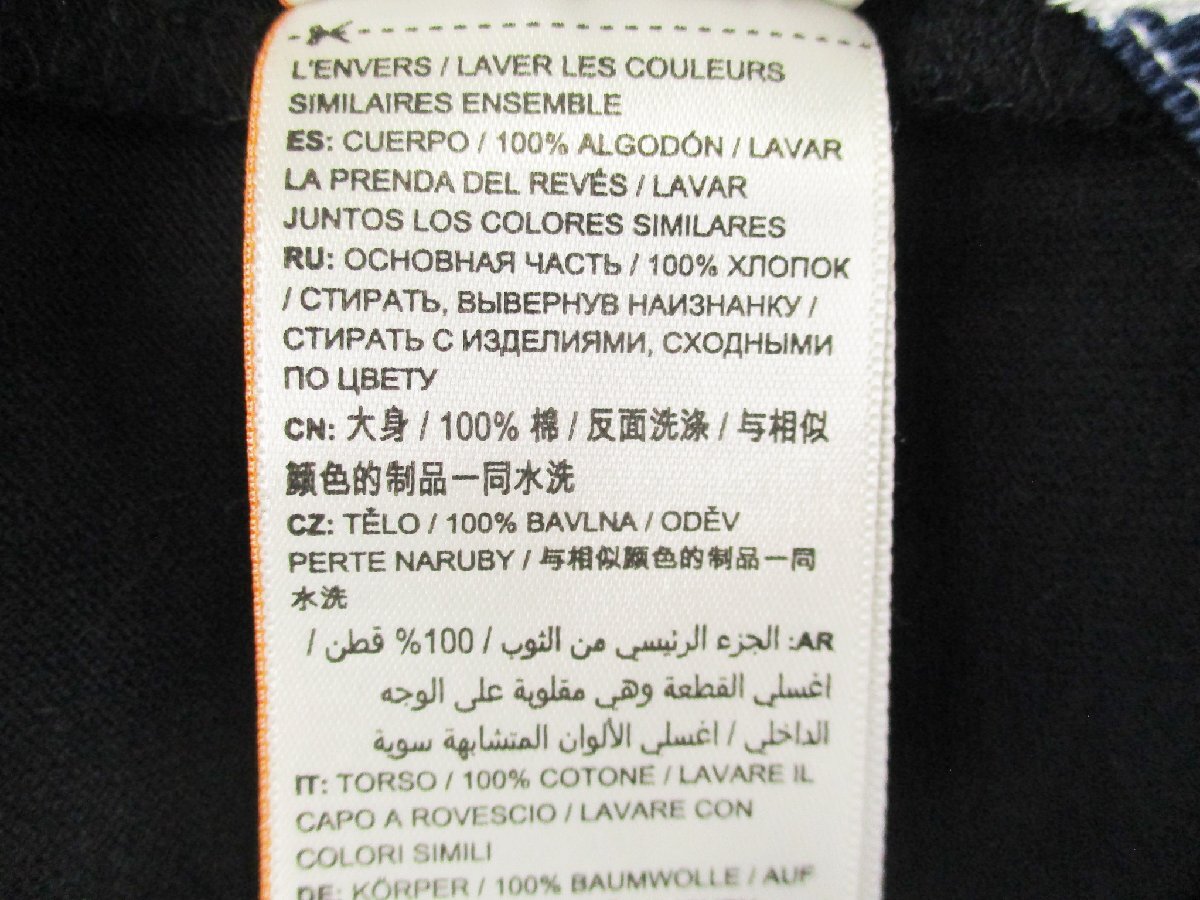 L'ENVERS / LAVER LES COULEURS
SIMILAIRES ENSEMBLE
ES: CUERPO / 100% ALGODÓN / LAVAR
LA PRENDA DEL REVÉS / LAVAR
JUNTOS LOS COLORES SIMILARES
RU: ОСНОВНАЯ ЧАСТЬ / 100% ХЛОПОК
/ СТИРАТЬ, ВЫВЕРНУВ НАИЗНАНКУ /
СТИРАТЬ С ИЗДЕЛИЯМИ, СХОДНЫМИ
ПО ЦВЕТУ
CN: 大身 / 100% 棉 / 反面洗涤 / 与相似
颜色的制品一同水洗
CZ: TĚLO / 100% BAVLNA / ODĚV
PERTE NARUBY / 与相似颜色的制品一同
水洗
AR: الجزء الرئيسي من الثوب / 100% قطن /
اغسلي القطعة وهي مقلوبة على الوجه
الداخلي / اغسلي الألوان المتشابهة سوية
IT: TORSO / 100% COTONE / LAVARE IL
CAPO A ROVESCIO / LAVARE CON
COLORI SIMILI
DE: KÖRPER / 100% BAUMWOLLE / AUF